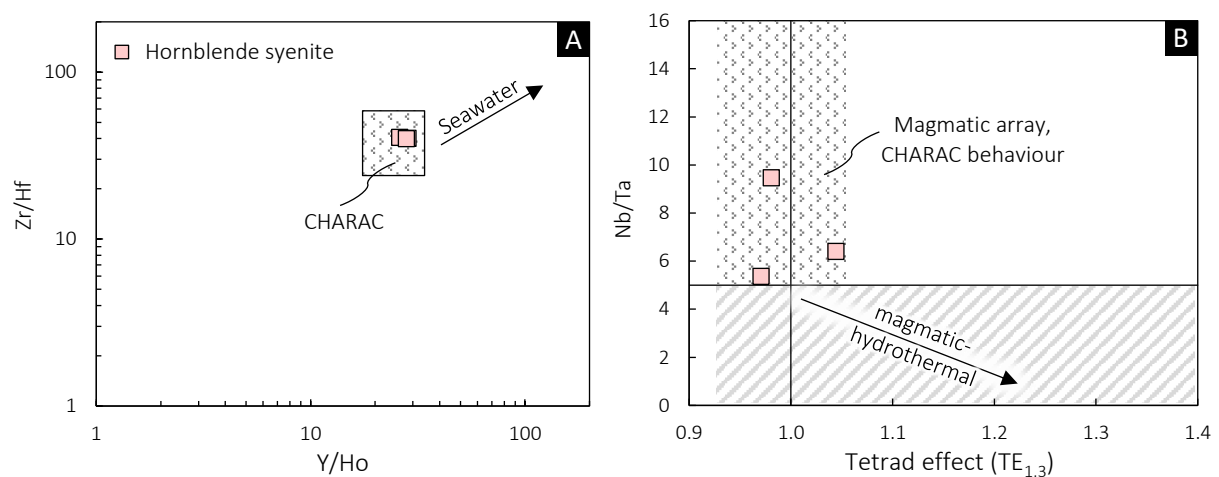 A
Hornblende syenite
100
10
1
Zr/Hf
Seawater
CHARAC
1
10
100
Y/Ho
B
16
14
12
10
8
6
4
2
0
Nb/Ta
Magmatic array,
CHARAC behaviour
magmatic-
hydrothermal
0.9
1.0
1.1
1.2
1.3
1.4
Tetrad effect (TE1.3)